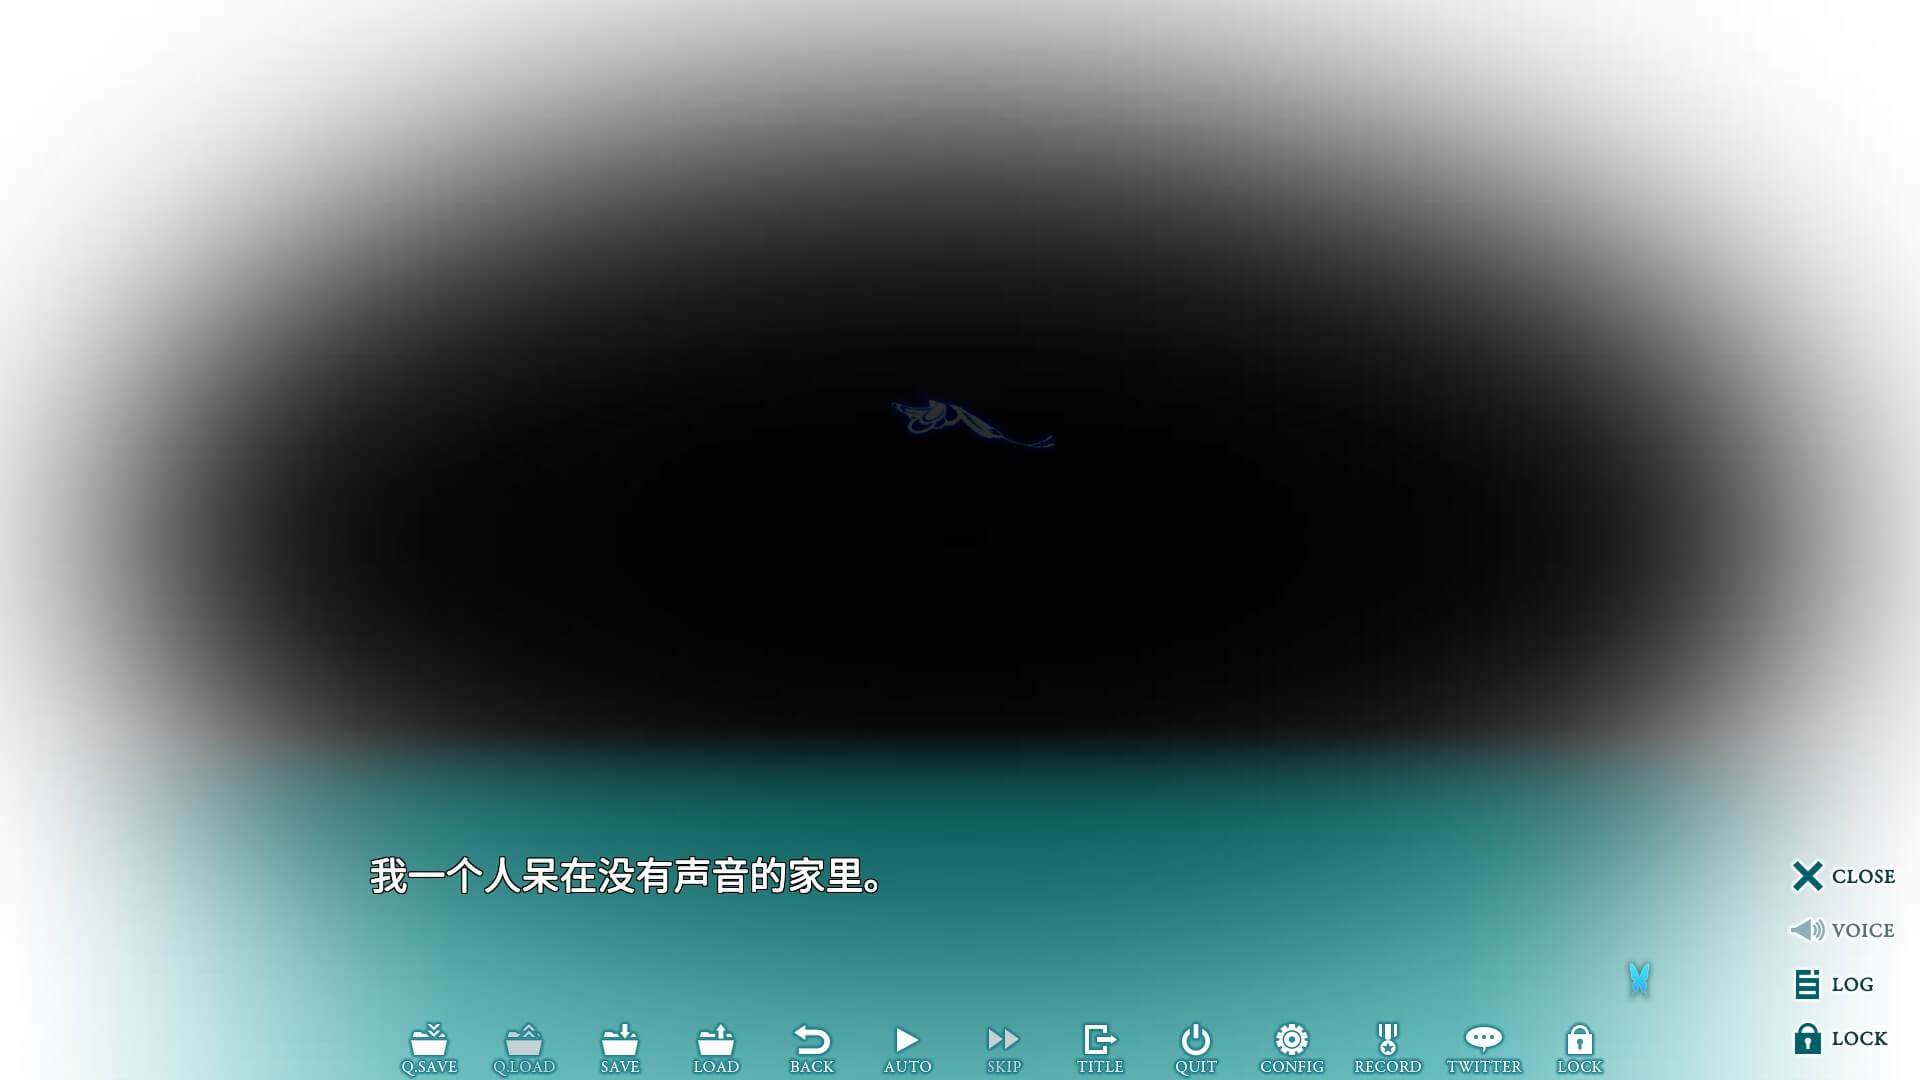 我一个人呆在没有声音的家里。
CLOSE
VOICE
LOG
LOCK
Q.SAVE Q.LOAD SAVE LOAD BACK AUTO SKIP TITLE QUIT CONFIG RECORD TWITTER LOCK